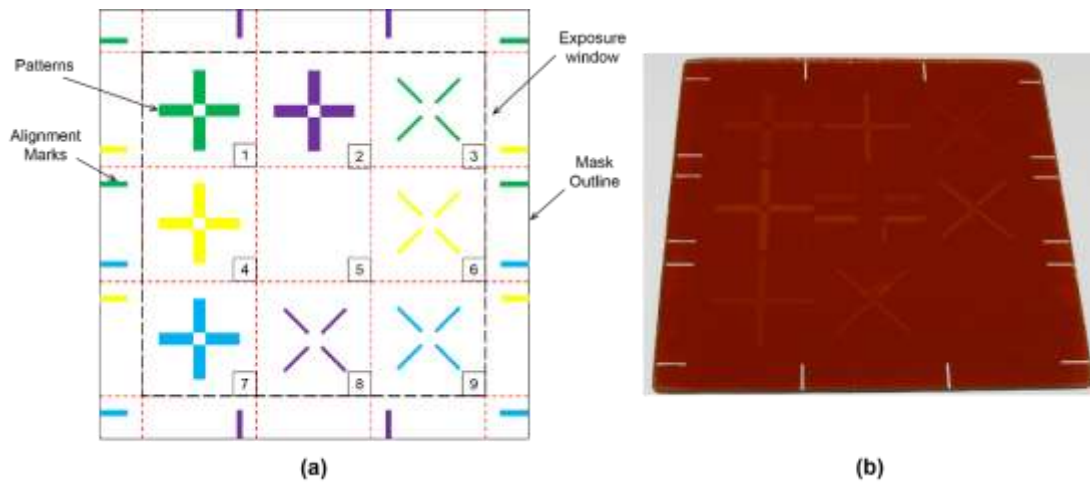 Patterns
Alignment
Marks
Exposure
window
Mask
Outline
1
2
3
4
5
6
7
8
9
(a)
(b)